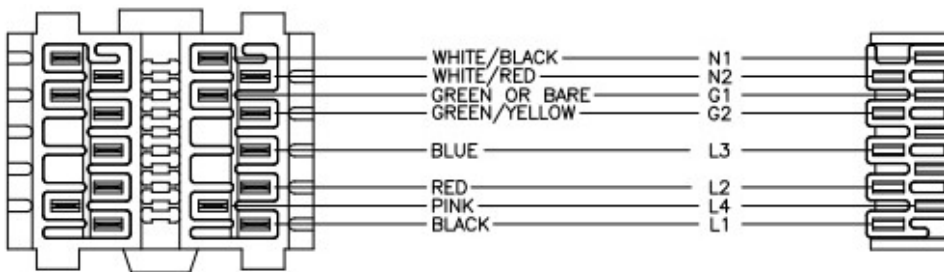 WHITE/BLACK N1
WHITE/RED N2
GREEN OR BARE G1
GREEN/YELLOW G2
BLUE L3
RED L2
PINK L4
BLACK L1